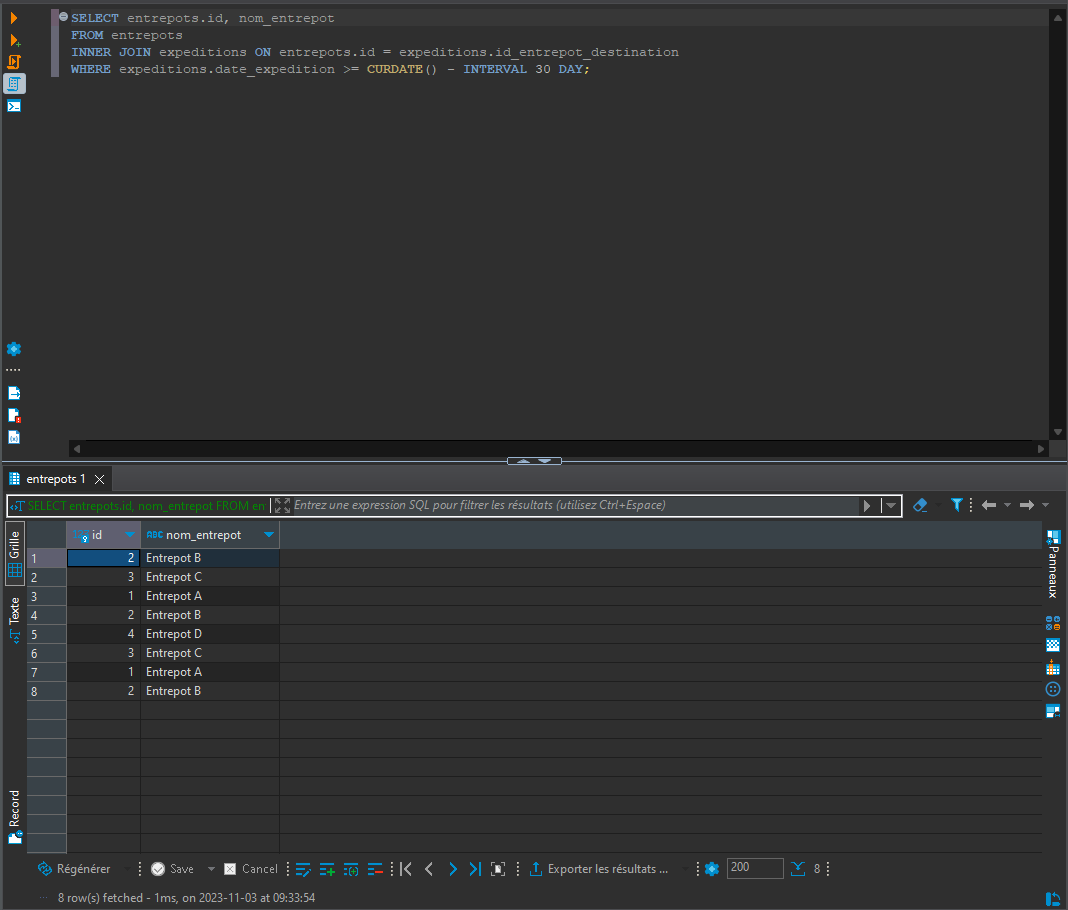 SELECT entrepots.id, nom_entrepot
FROM entrepots
INNER JOIN expeditions ON entrepots.id = expeditions.id_entrepot_destination
WHERE expeditions.date_expedition >= CURDATE() - INTERVAL 30 DAY;
entrepots 1
SELECT entrepots.id, nom_entrepot FROM en
Entrez une expression SQL pour filtrer les résultats (utilisez Ctrl+Espace)
Grille
Texte
Record
Panneaux
id ABC nom_entrepot
1 2 Entrepot B
2 3 Entrepot C
3 1 Entrepot A
4 2 Entrepot B
5 4 Entrepot D
6 3 Entrepot C
7 1 Entrepot A
8 2 Entrepot B
Régénérer Save Cancel Exporter les résultats ... 200 8
8 row(s) fetched - 1ms, on 2023-11-03 at 09:33:54